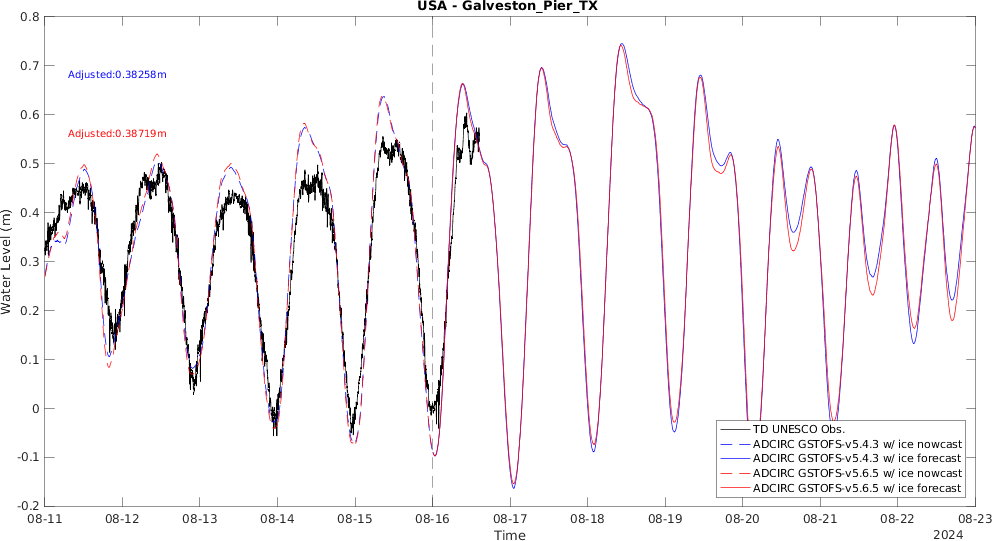 USA - Galveston_Pier_TX
Adjusted:0.38258m
Adjusted:0.38719m
Water Level (m)
0.8
0.7
0.6
0.5
0.4
0.3
0.2
0.1
0
-0.1
-0.2
TD UNESCO Obs.
ADCIRC GSTOFS-v5.4.3 w/ ice nowcast
ADCIRC GSTOFS-v5.4.3 w/ ice forecast
ADCIRC GSTOFS-v5.6.5 w/ ice nowcast
ADCIRC GSTOFS-v5.6.5 w/ ice forecast
08-11 08-12 08-13 08-14 08-15 08-16 08-17 08-18 08-19 08-20 08-21 08-22 08-23
Time
2024